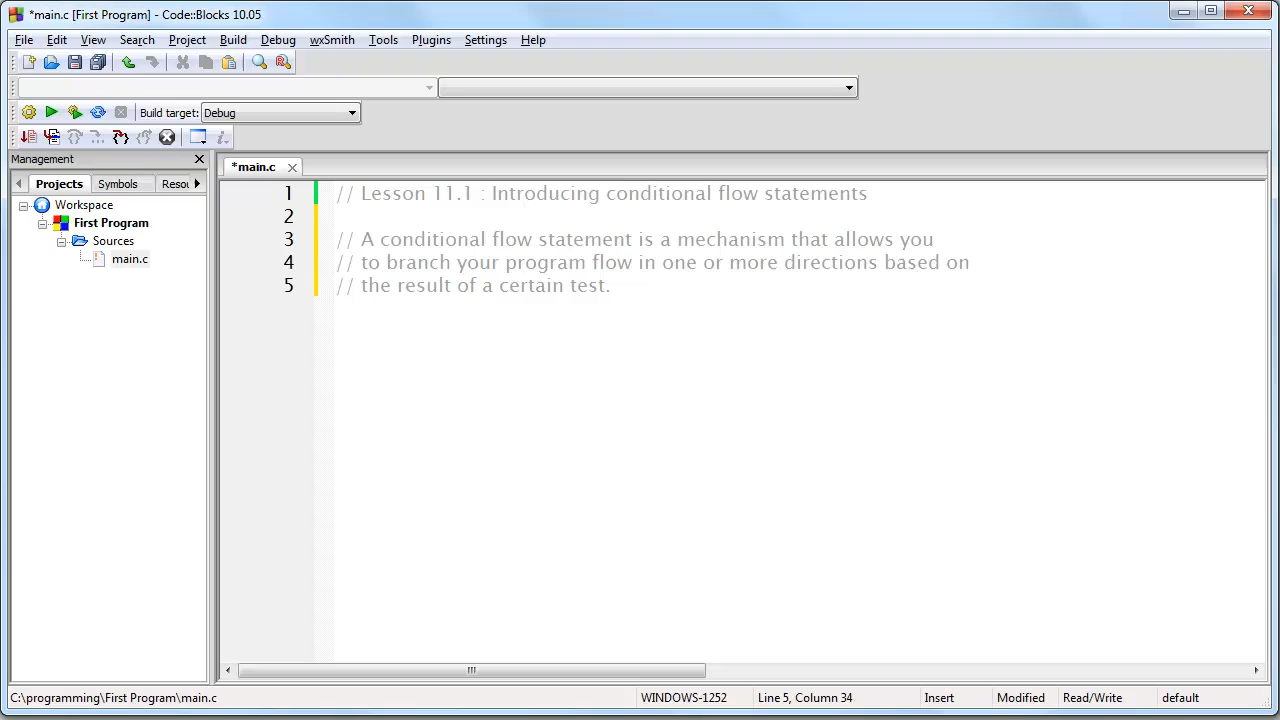 *main.c [First Program] - Code::Blocks 10.05
File Edit View Search Project Build Debug wxSmith Tools Plugins Settings Help
Build target: Debug
Management
*main.c
Projects Symbols Resou
Workspace
First Program
Sources
main.c
1 // Lesson 11.1 : Introducing conditional flow statements
2
3 // A conditional flow statement is a mechanism that allows you
4 // to branch your program flow in one or more directions based on
5 // the result of a certain test.
C:\programming\First Program\main.c WINDOWS-1252 Line 5, Column 34 Insert Modified Read/Write default